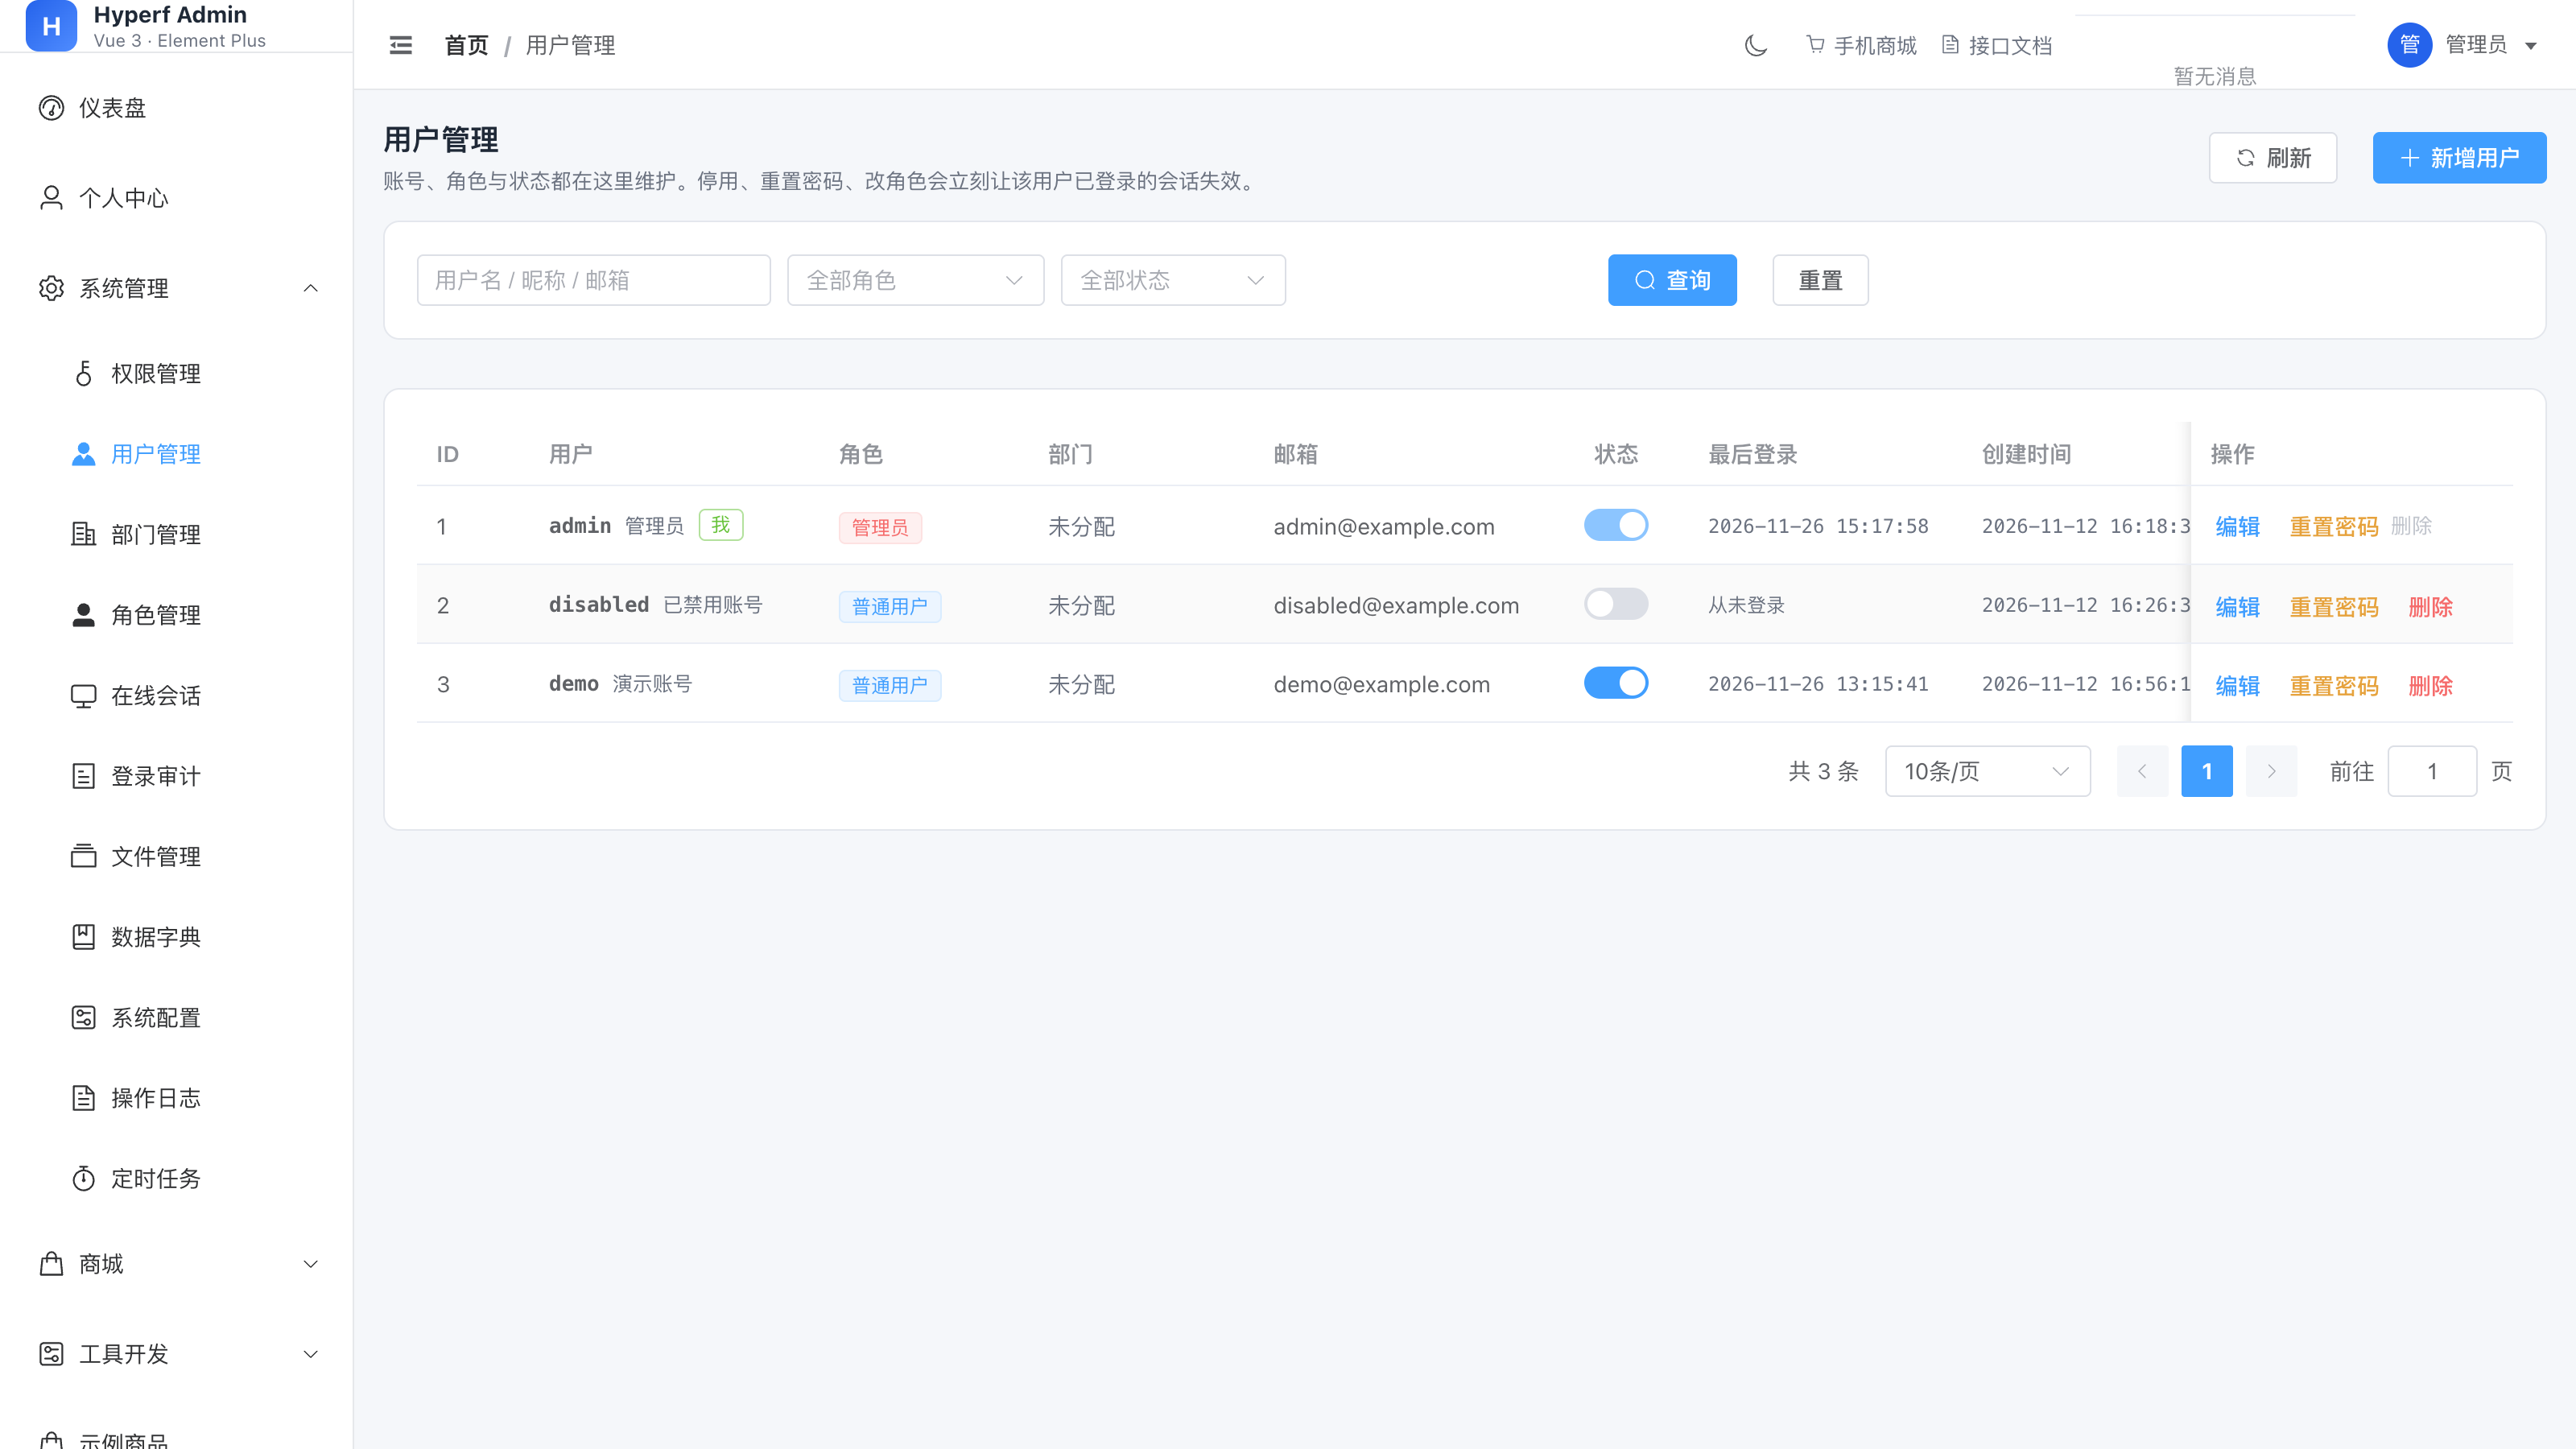 H
Hyperf Admin
Vue 3 · Element Plus
仪表盘
个人中心
系统管理
权限管理
用户管理
部门管理
角色管理
在线会话
登录审计
文件管理
数据字典
系统配置
操作日志
定时任务
商城
工具开发
示例商品
首页 / 用户管理
手机商城 接口文档
暂无消息
管 管理员
用户管理
账号、角色与状态都在这里维护。停用、重置密码、改角色会立刻让该用户已登录的会话失效。
刷新 新增用户
用户名 / 昵称 / 邮箱 全部角色 全部状态 查询 重置
ID 用户 角色 部门 邮箱 状态 最后登录 创建时间 操作
1 admin 管理员 我 管理员 未分配 admin@example.com 2026-11-26 15:17:58 2026-11-12 16:18:3 编辑 重置密码 删除
2 disabled 已禁用账号 普通用户 未分配 disabled@example.com 从未登录 2026-11-12 16:26:3 编辑 重置密码 删除
3 demo 演示账号 普通用户 未分配 demo@example.com 2026-11-26 13:15:41 2026-11-12 16:56:1 编辑 重置密码 删除
共 3 条 10条/页 1 前往 1 页